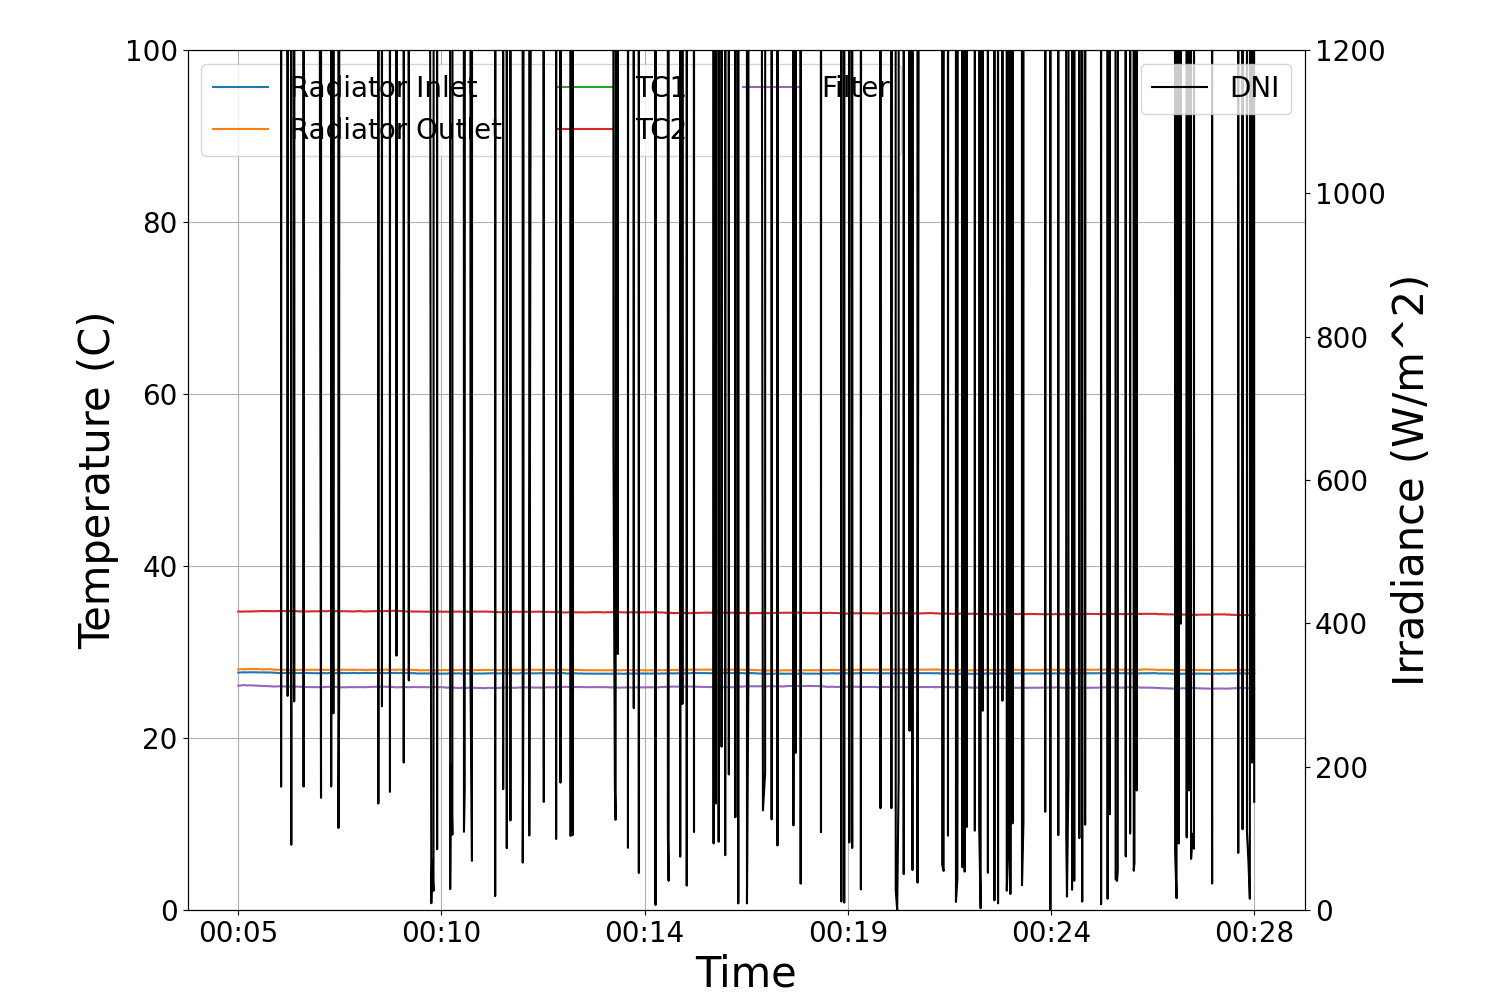 100
80
60
40
20
0
Temperature (C)
Radiator Inlet
Radiator Outlet
TC1
TC2
Filter
DNI
1200
1000
800
600
400
200
0
Irradiance (W/m^2)
00:05 00:10 00:14 00:19 00:24 00:28
Time